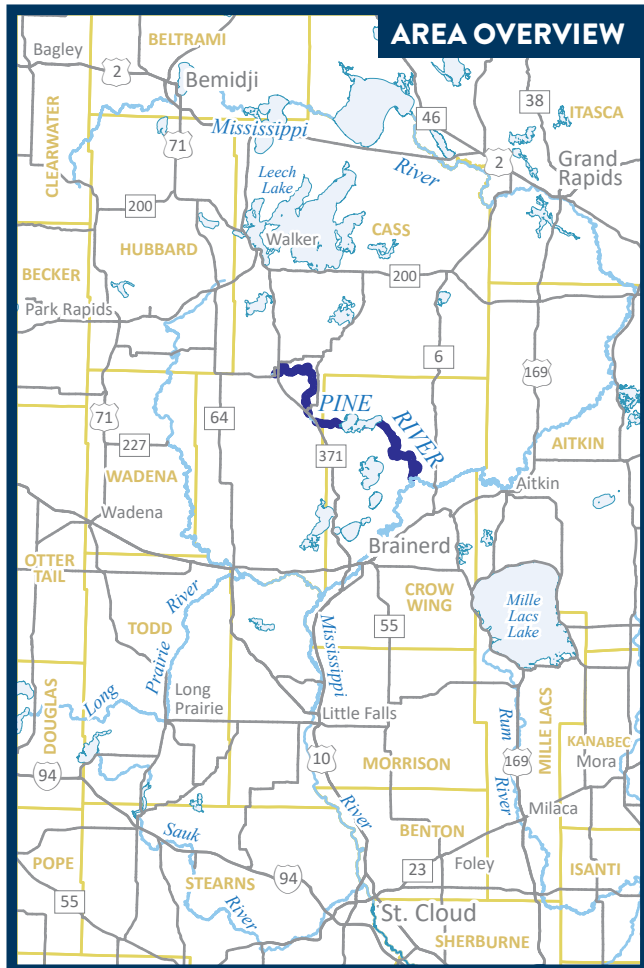 AREA OVERVIEW
BELTRAMI
Bagley
2
Bemidji
38
46
ITASCA
Mississippi
71
2
CLEARWATER
Grand
Rapids
River
Leech
Lake
200
CASS
Walker
HUBBARD
BECKER
200
Park Rapids
6
169
PINE
RIVER
71
64
227
371
AITKIN
WADENA
Aitkin
Wadena
Brainerd
OTTER
TAIL
CROW
WING
River
Mille
Lacs
Lake
TODD
Mississippi
55
Prairie
Long
DOUGLAS
Long
Prairie
Little Falls
Rum
MILLE LACS
KANABEC
10
Mora
94
MORRISON
169
River
River
Milaca
Sauk
BENTON
POPE
23
Foley
ISANTI
STEARNS
94
55
St. Cloud
River
SHERBURNE